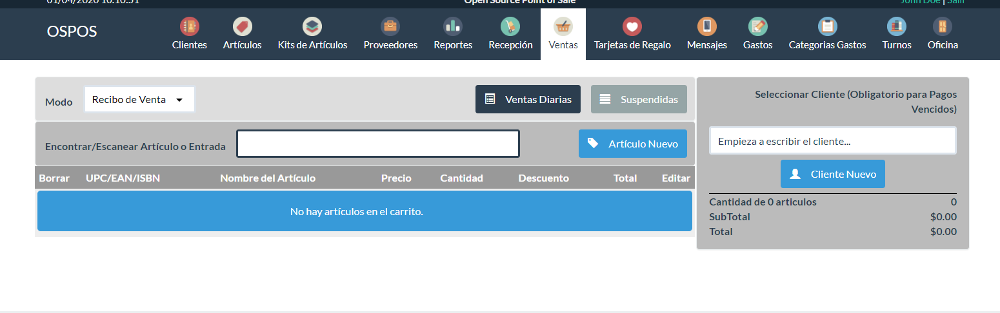 01/04/2020 10:10:51 Open Source Point of Sale John Doe | Salir
OSPOS
Clientes Artículos Kits de Artículos Proveedores Reportes Recepción Ventas Tarjetas de Regalo Mensajes Gastos Categorias Gastos Turnos Oficina
Modo Recibo de Venta Ventas Diarias Suspendidas
Encontrar/Escanear Artículo o Entrada Artículo Nuevo
Borrar UPC/EAN/ISBN Nombre del Artículo Precio Cantidad Descuento Total Editar
No hay artículos en el carrito.
Seleccionar Cliente (Obligatorio para Pagos
Vencidos)
Empieza a escribir el cliente...
Cliente Nuevo
Cantidad de 0 articulos 0
SubTotal $0.00
Total $0.00